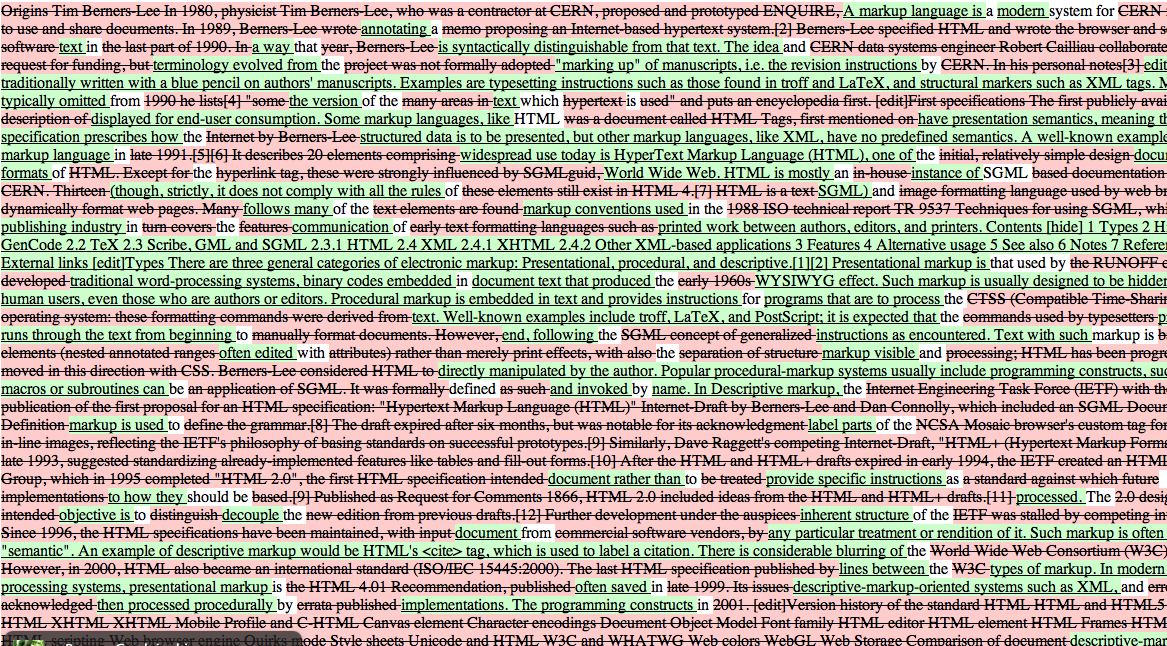 Origins Tim Berners-Lee In 1980, physicist Tim Berners-Lee, who was a contractor at CERN, proposed and prototyped ENQUIRE, A markup language is a modern system for CERN
to use and share documents. In 1989, Berners-Lee wrote annotating a memo proposing an Internet-based hypertext system.[2] Berners-Lee specified HTML and wrote the browser and
software text in the last part of 1990. In a way that year, Berners-Lee is syntactically distinguishable from that text. The idea and CERN data systems engineer Robert Cailliau
request for funding, but terminology evolved from the project was not formally adopted "marking up" of manuscripts, i.e. the revision instructions by CERN. In his personal notes[3]
traditionally written with a blue pencil on authors' manuscripts. Examples are typesetting instructions such as those found in troff and LaTeX, and structural markers such as XML tags.
typically omitted from 1990 he lists[4] "some the version of the many areas in text which hypertext is used" and puts an encyclopedia first. [edit]First specifications The first publicly
description of displayed for end-user consumption. Some markup languages, like HTML was a document called HTML Tags, first mentioned on have presentation semantics, meaning
specification prescribes how the Internet by Berners-Lee structured data is to be presented, but other markup languages, like XML, have no predefined semantics. A well-known
markup language in late 1991.[5][6] It describes 20 elements comprising widespread use today is HyperText Markup Language (HTML), one of the initial, relatively simple design
formats of HTML. Except for the hyperlink tag, these were strongly influenced by SGMLguid, World Wide Web. HTML is mostly an in-house instance of SGML based documentation
CERN. Thirteen (though, strictly, it does not comply with all the rules of these elements still exist in HTML 4.[7] HTML is a text SGML) and image formatting language used by web
dynamically format web pages. Many follows many of the text elements are found markup conventions used in the 1988 ISO technical report TR 9537 Techniques for using SGML,
publishing industry in turn covers the features communication of early text formatting languages such as printed work between authors, editors, and printers. Contents [hide] 1 Types 2
GenCode 2.2 TeX 2.3 Scribe, GML and SGML 2.3.1 HTML 2.4 XML 2.4.1 XHTML 2.4.2 Other XML-based applications 3 Features 4 Alternative usage 5 See also 6 Notes 7
External links [edit]Types There are three general categories of electronic markup: Presentational, procedural, and descriptive.[1][2] Presentational markup is that used by the RUNOFF
developed traditional word-processing systems, binary codes embedded in document text that produced the early 1960s WYSIWYG effect. Such markup is usually designed to be hidden
human users, even those who are authors or editors. Procedural markup is embedded in text and provides instructions for programs that are to process the CTSS (Compatible
operating system: these formatting commands were derived from text. Well-known examples include troff, LaTeX, and PostScript; it is expected that the commands used by typesetters
runs through the text from beginning to manually format documents. However, end, following the SGML concept of generalized instructions as encountered. Text with such markup is
elements (nested annotated ranges often edited with attributes) rather than merely print effects, with also the separation of structure markup visible and processing; HTML has been
moved in this direction with CSS. Berners-Lee considered HTML to directly manipulated by the author. Popular procedural-markup systems usually include programming constructs,
macros or subroutines can be an application of SGML. It was formally defined as such and invoked by name. In Descriptive markup, the Internet Engineering Task Force (IETF) with
publication of the first proposal for an HTML specification: "Hypertext Markup Language (HTML)" Internet-Draft by Berners-Lee and Dan Connolly, which included an SGML
Definition markup is used to define the grammar.[8] The draft expired after six months, but was notable for its acknowledgment label parts of the NCSA Mosaic browser's custom tag
in-line images, reflecting the IETF's philosophy of basing standards on successful prototypes.[9] Similarly, Dave Raggett's competing Internet-Draft, "HTML+ (Hypertext Markup
late 1993, suggested standardizing already-implemented features like tables and fill-out forms.[10] After the HTML and HTML+ drafts expired in early 1994, the IETF created an
Group, which in 1995 completed "HTML 2.0", the first HTML specification intended document rather than to be treated provide specific instructions as a standard against which future
implementations to how they should be based.[9] Published as Request for Comments 1866, HTML 2.0 included ideas from the HTML and HTML+ drafts.[11] processed. The 2.0
intended objective is to distinguish decouple the new edition from previous drafts.[12] Further development under the auspices inherent structure of the IETF was stalled by competing
Since 1996, the HTML specifications have been maintained, with input document from commercial software vendors, by any particular treatment or rendition of it. Such markup is often
"semantic". An example of descriptive markup would be HTML's <cite> tag, which is used to label a citation. There is considerable blurring of the World Wide Web Consortium (W3C)
However, in 2000, HTML also became an international standard (ISO/IEC 15445:2000). The last HTML specification published by lines between the W3C types of markup. In modern
processing systems, presentational markup is the HTML 4.01 Recommendation, published often saved in late 1999. Its issues descriptive-markup-oriented systems such as XML, and
acknowledged then processed procedurally by errata published implementations. The programming constructs in 2001. [edit]Version history of the standard HTML HTML and HTML5
HTML XHTML XHTML Mobile Profile and C-HTML Canvas element Character encodings Document Object Model Font family HTML editor HTML element HTML Frames
HTML scripting Web browser engine Quirks mode Style sheets Unicode and HTML W3C and WHATWG Web colors WebGL Web Storage Comparison of document